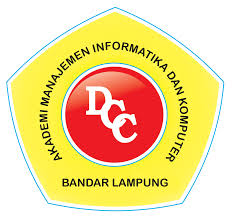 AKADEMI MANAJEMEN INFORMATIKA DAN KOMPUTER
DCC
BANDAR LAMPUNG